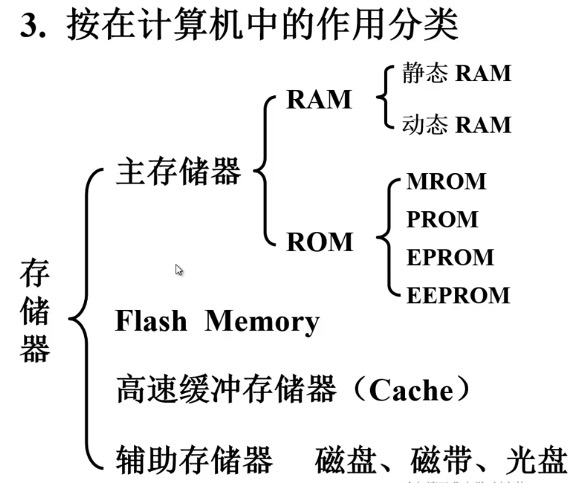 3. 按在计算机中的作用分类
静态 RAM
RAM
动态 RAM
主存储器
MROM
PROM
ROM
EPROM
EEPROM
存储器
Flash Memory
高速缓冲存储器（Cache）
辅助存储器 磁盘、磁带、光盘